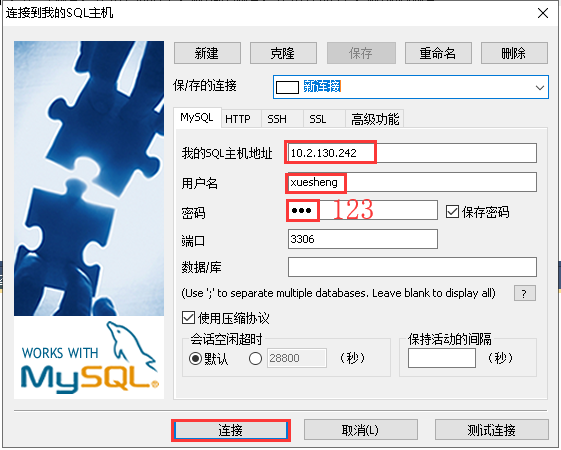 连接到我的SQL主机
新建 克隆 保存 重命名 删除
保/存的连接 新连接
MySQL HTTP SSH SSL 高级功能
我的SQL主机地址 10.2.130.242
用户名 xuesheng
密码 ●●● 123 保存密码
端口 3306
数据/库
(Use ';' to separate multiple databases. Leave blank to display all) ?
使用压缩协议
会话空闲超时 保持活动的间隔
默认 28800 （秒） （秒）
WORKS WITH
MySQL®
连接 取消(L) 测试连接